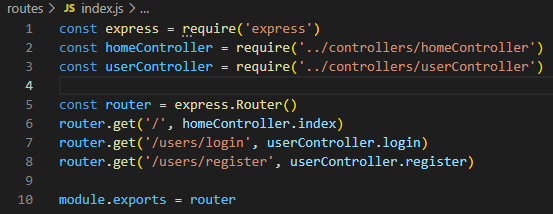 routes > JS index.js > ...
1 const express = require('express')
2 const homeController = require('../controllers/homeController')
3 const userController = require('../controllers/userController')
4
5 const router = express.Router()
6 router.get('/', homeController.index)
7 router.get('/users/login', userController.login)
8 router.get('/users/register', userController.register)
9
10 module.exports = router